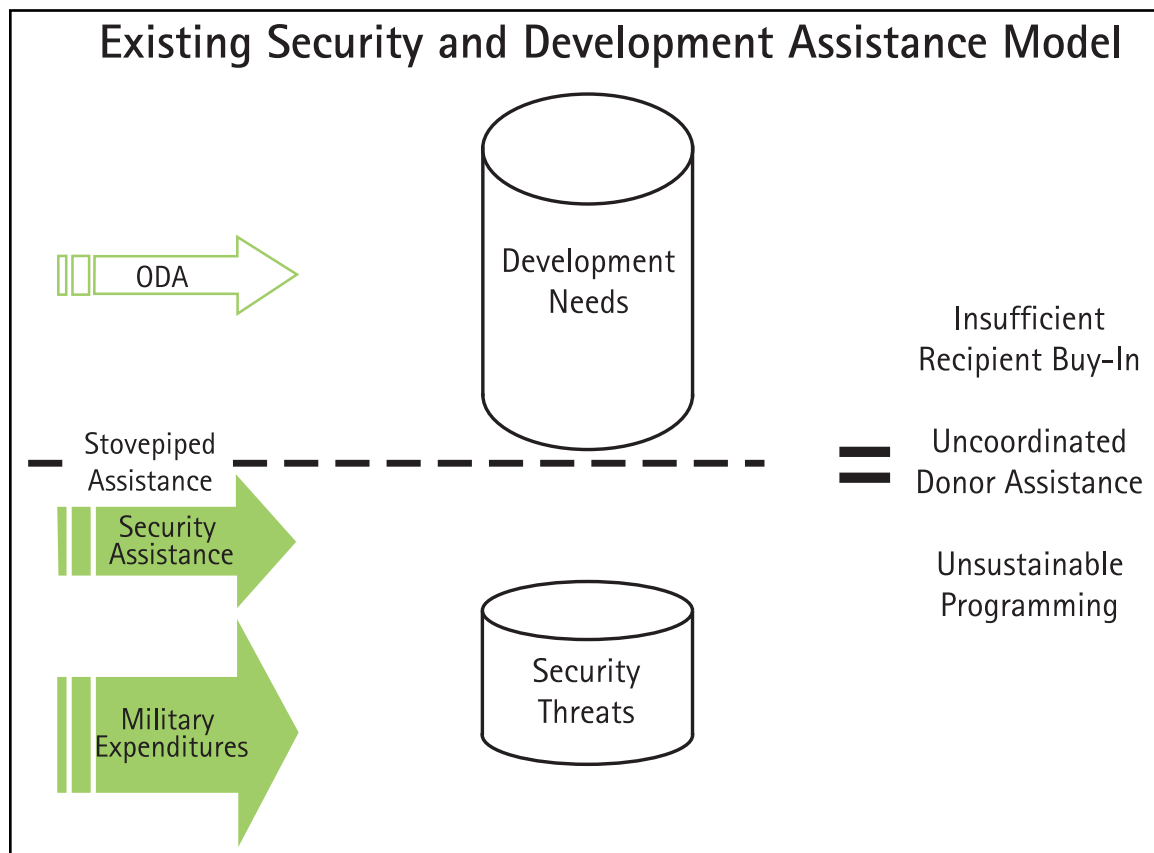 Existing Security and Development Assistance Model
ODA
Development
Needs
Stovepiped
Assistance
Security
Assistance
Military
Expenditures
Security
Threats
Insufficient
Recipient Buy-In
Uncoordinated
Donor Assistance
Unsustainable
Programming